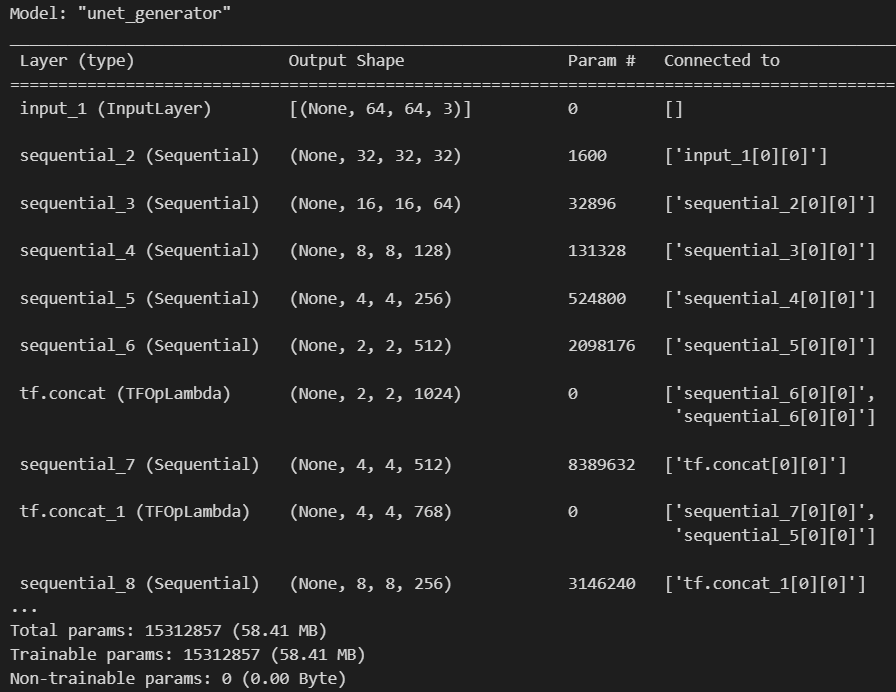 Model: "unet_generator"
Layer (type) Output Shape Param # Connected to
input_1 (InputLayer) [(None, 64, 64, 3)] 0 []
sequential_2 (Sequential) (None, 32, 32, 32) 1600 ['input_1[0][0]']
sequential_3 (Sequential) (None, 16, 16, 64) 32896 ['sequential_2[0][0]']
sequential_4 (Sequential) (None, 8, 8, 128) 131328 ['sequential_3[0][0]']
sequential_5 (Sequential) (None, 4, 4, 256) 524800 ['sequential_4[0][0]']
sequential_6 (Sequential) (None, 2, 2, 512) 2098176 ['sequential_5[0][0]']
tf.concat (TFOpLambda) (None, 2, 2, 1024) 0 ['sequential_6[0][0]',
'sequential_6[0][0]']
sequential_7 (Sequential) (None, 4, 4, 512) 8389632 ['tf.concat[0][0]']
tf.concat_1 (TFOpLambda) (None, 4, 4, 768) 0 ['sequential_7[0][0]',
'sequential_5[0][0]']
sequential_8 (Sequential) (None, 8, 8, 256) 3146240 ['tf.concat_1[0][0]']
...
Total params: 15312857 (58.41 MB)
Trainable params: 15312857 (58.41 MB)
Non-trainable params: 0 (0.00 Byte)